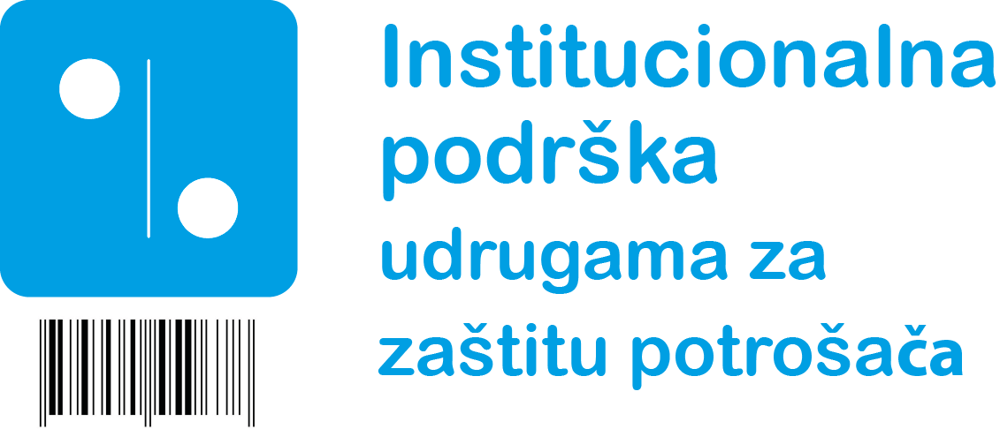 Institucionalna
podrška
udrugama za
zaštitu potrošača